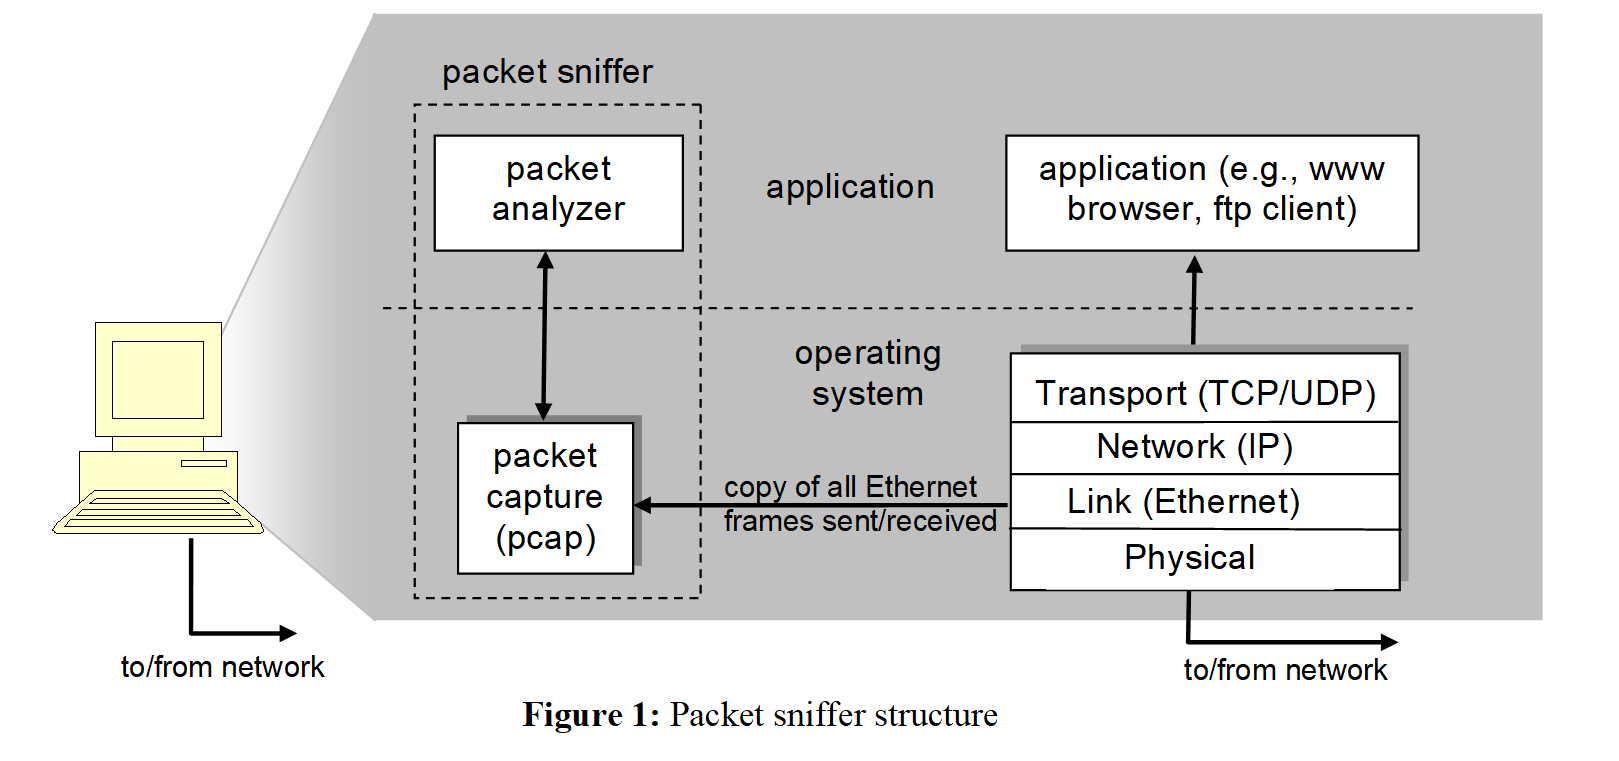 packet sniffer
packet
analyzer
application
application (e.g., www
browser, ftp client)
operating
system
packet
capture
(pcap)
copy of all Ethernet
frames sent/received
Transport (TCP/UDP)
Network (IP)
Link (Ethernet)
Physical
to/from network
to/from network
Figure 1: Packet sniffer structure